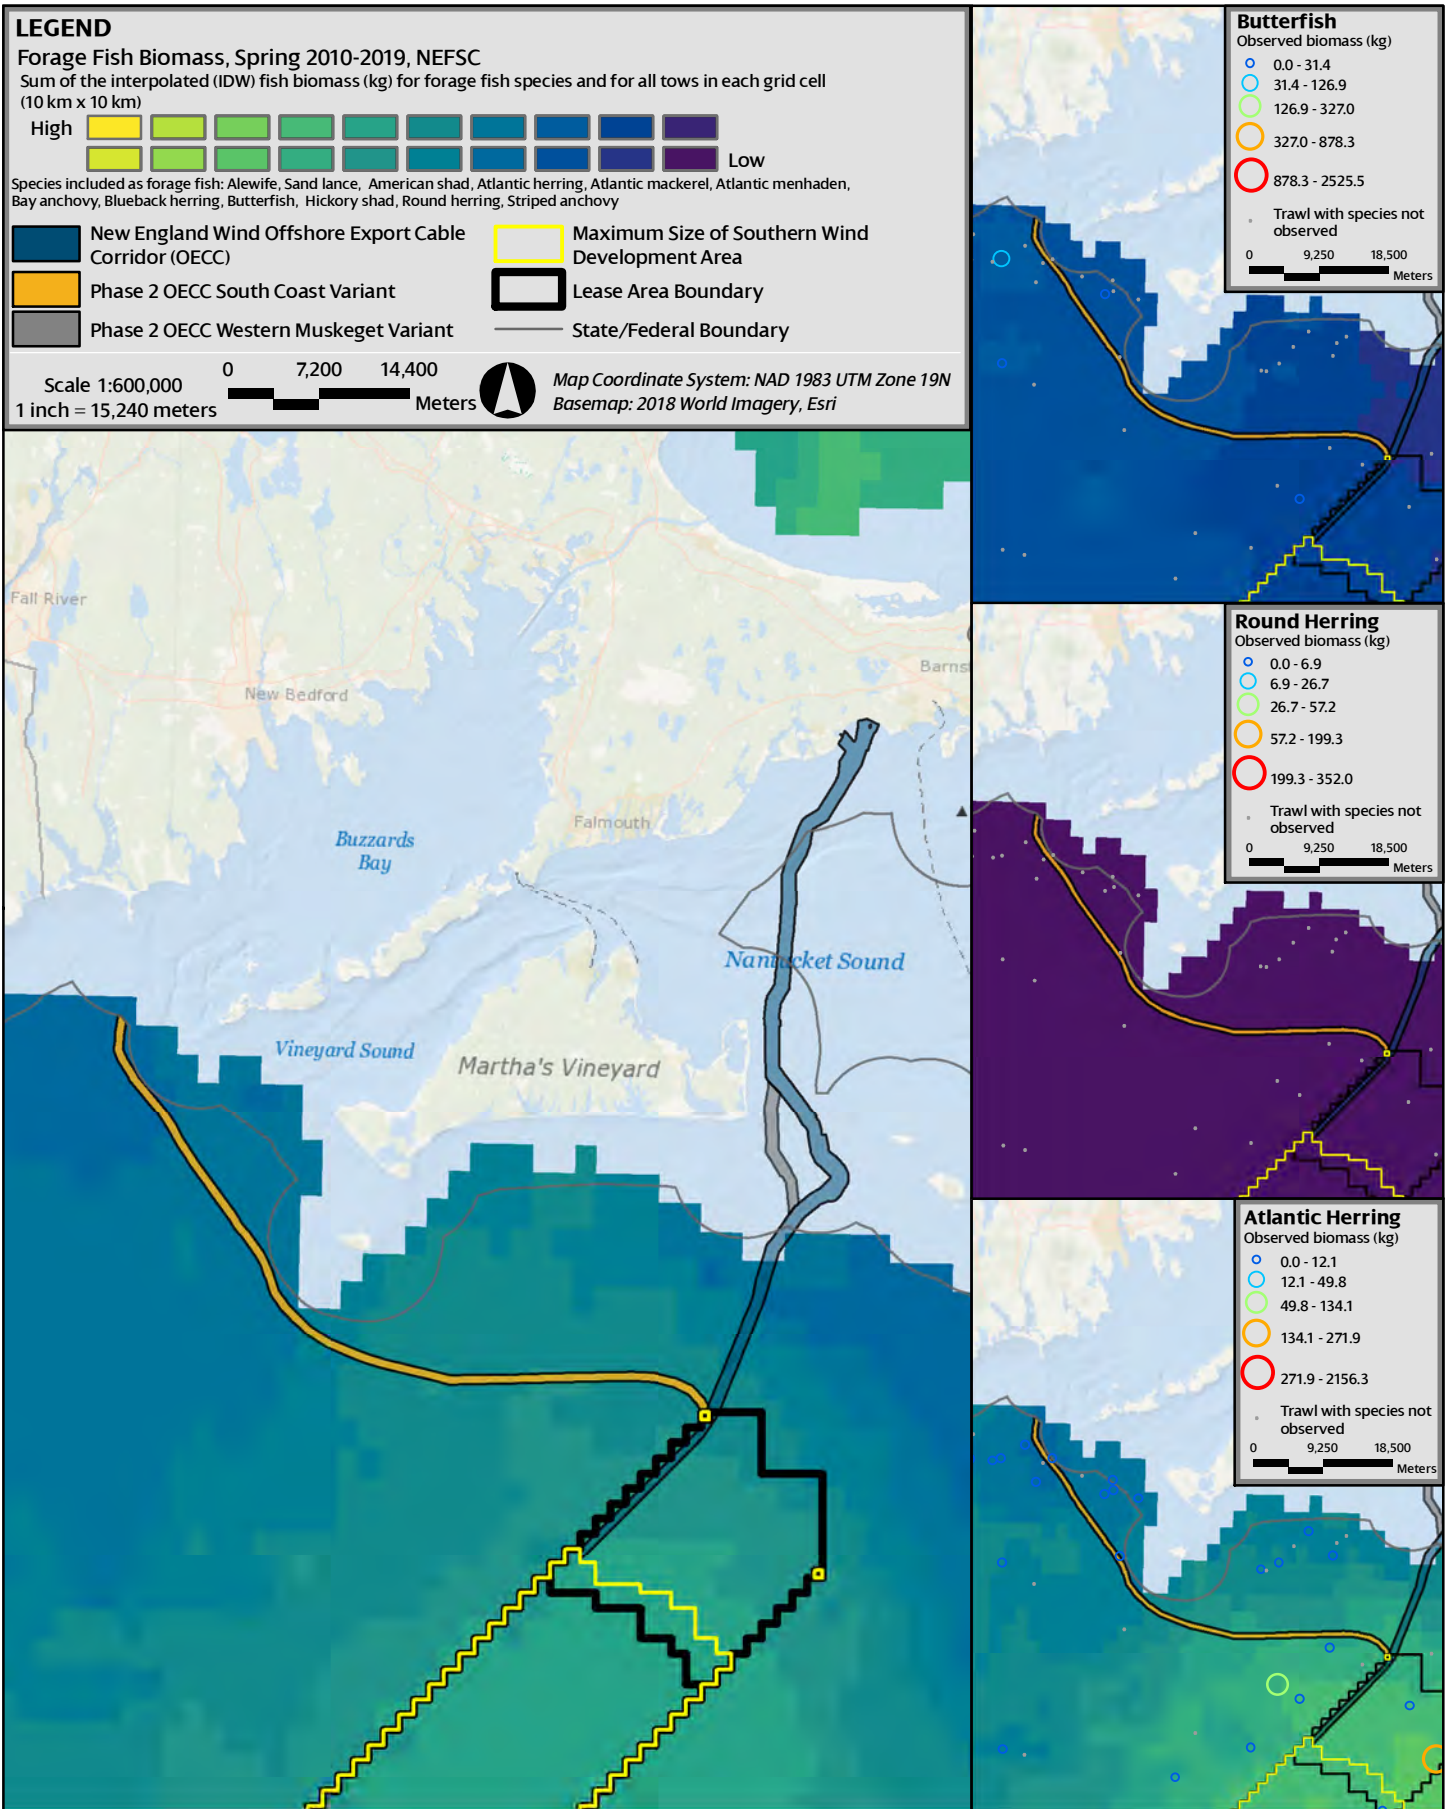 LEGEND
Forage Fish Biomass, Spring 2010-2019, NEFSC
Sum of the interpolated (IDW) fish biomass (kg) for forage fish species and for all tows in each grid cell
(10 km x 10 km)
High
Low
Species included as forage fish: Alewife, Sand lance, American shad, Atlantic herring, Atlantic mackerel, Atlantic menhaden,
Bay anchovy, Blueback herring, Butterfish, Hickory shad, Round herring, Striped anchovy
New England Wind Offshore Export Cable
Corridor (OECC)
Phase 2 OECC South Coast Variant
Phase 2 OECC Western Muskeget Variant
Maximum Size of Southern Wind
Development Area
Lease Area Boundary
State/Federal Boundary
Scale 1:600,000
1 inch = 15,240 meters
0 7,200 14,400
Meters
Map Coordinate System: NAD 1983 UTM Zone 19N
Basemap: 2018 World Imagery, Esri
Fall River
New Bedford
Barns
Falmouth
Buzzards
Bay
Nantucket Sound
Vineyard Sound
Martha's Vineyard
Butterfish
Observed biomass (kg)
0.0 - 31.4
31.4 - 126.9
126.9 - 327.0
327.0 - 878.3
878.3 - 2525.5
Trawl with species not
observed
0 9,250 18,500
Meters
Round Herring
Observed biomass (kg)
0.0 - 6.9
6.9 - 26.7
26.7 - 57.2
57.2 - 199.3
199.3 - 352.0
Trawl with species not
observed
0 9,250 18,500
Meters
Atlantic Herring
Observed biomass (kg)
0.0 - 12.1
12.1 - 49.8
49.8 - 134.1
134.1 - 271.9
271.9 - 2156.3
Trawl with species not
observed
0 9,250 18,500
Meters